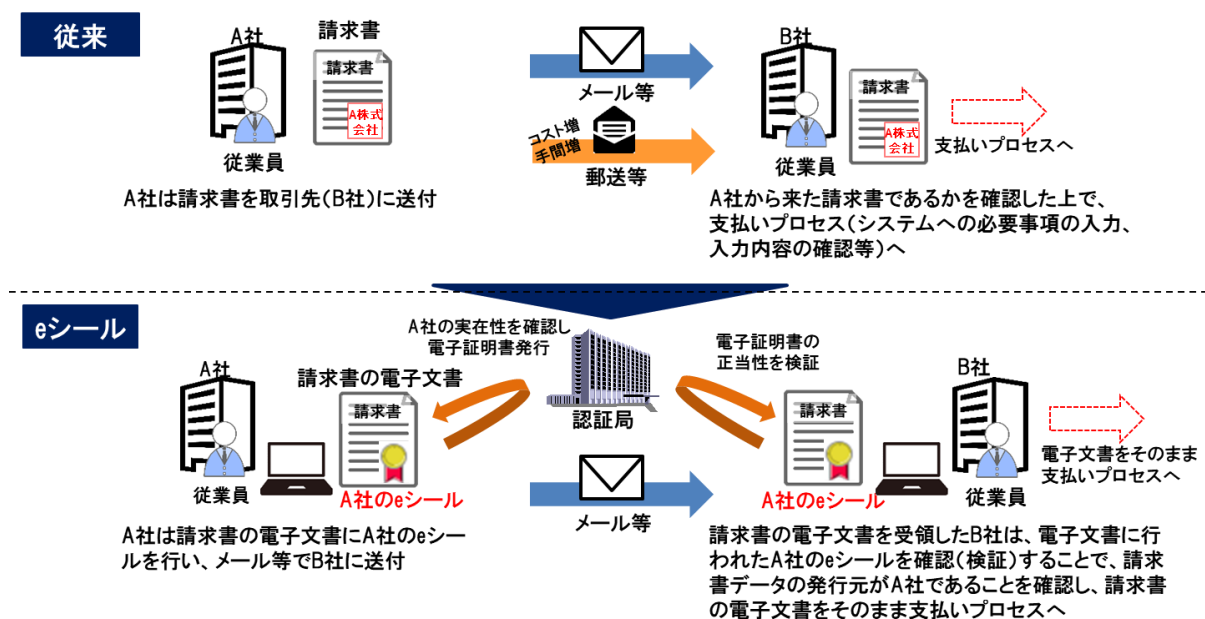 従来
A社
請求書
請求書
A株式
会社
従業員
A社は請求書を取引先(B社)に送付
メール等
コスト増
手間増
郵送等
B社
請求書
A株式
会社
従業員
支払いプロセスへ
A社から来た請求書であるかを確認した上で、
支払いプロセス(システムへの必要事項の入力、
入力内容の確認等)へ
eシール
A社
従業員
請求書の電子文書
請求書
A社のeシール
A社は請求書の電子文書にA社のeシー
ルを行い、メール等でB社に送付
A社の実在性を確認し
電子証明書発行
認証局
電子証明書の
正当性を検証
メール等
請求書
A社のeシール
B社
従業員
電子文書をそのまま
支払いプロセスへ
請求書の電子文書を受領したB社は、電子文書に行
われたA社のeシールを確認(検証)することで、請求
書データの発行元がA社であることを確認し、請求書
の電子文書をそのまま支払いプロセスへ